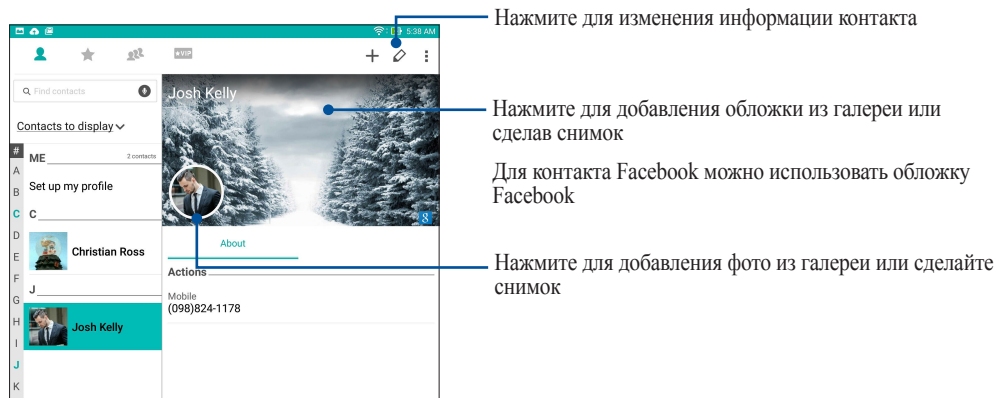 5:38 AM
VIP
Find contacts
Contacts to display
#
A
B
C
D
E
F
G
H
I
J
K
ME 2 contacts
Set up my profile
C
Christian Ross
J
Josh Kelly
Josh Kelly
8
About
Actions
Mobile
(098)824-1178
Нажмите для изменения информации контакта
Нажмите для добавления обложки из галереи или
сделав снимок
Для контакта Facebook можно использовать обложку
Facebook
Нажмите для добавления фото из галереи или сделайте
снимок